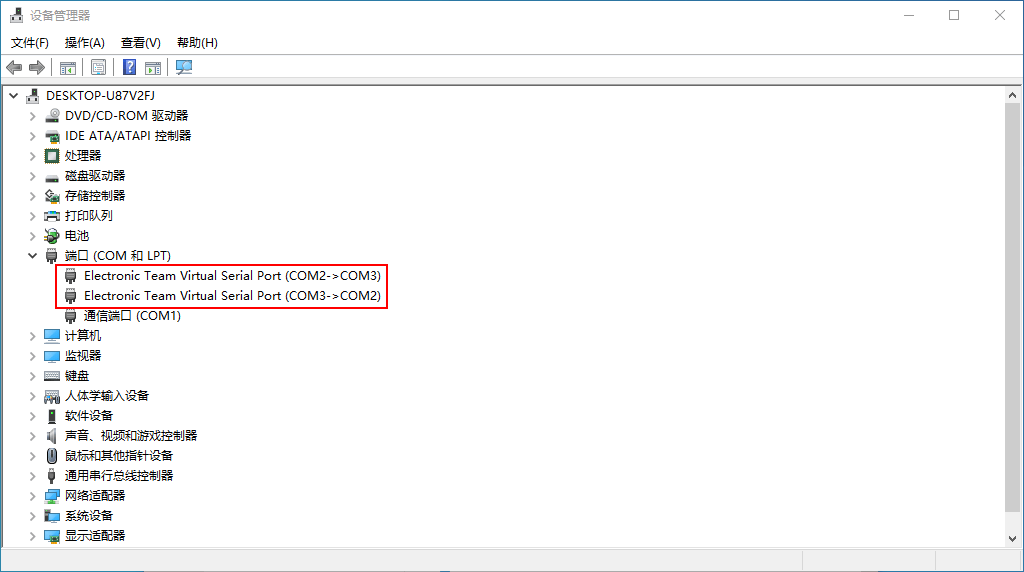 设备管理器
文件(F) 操作(A) 查看(V) 帮助(H)
DESKTOP-U87V2FJ
DVD/CD-ROM 驱动器
IDE ATA/ATAPI 控制器
处理器
磁盘驱动器
存储控制器
打印队列
电池
端口 (COM 和 LPT)
Electronic Team Virtual Serial Port (COM2->COM3)
Electronic Team Virtual Serial Port (COM3->COM2)
通信端口 (COM1)
计算机
监视器
键盘
人体学输入设备
软件设备
声音、视频和游戏控制器
鼠标和其他指针设备
通用串行总线控制器
网络适配器
系统设备
显示适配器